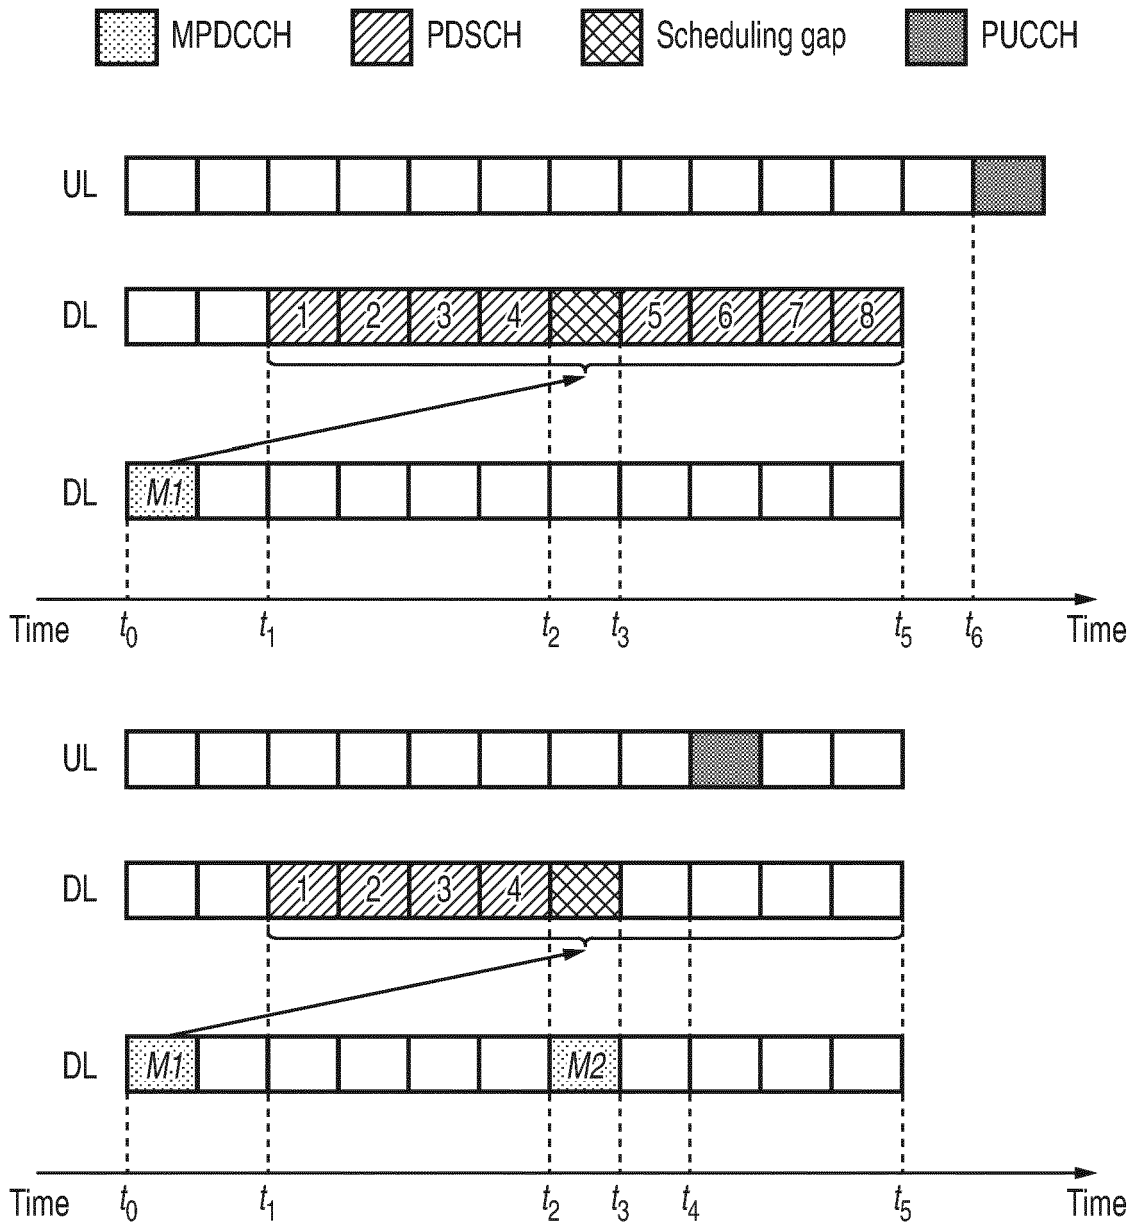 MPDCCH PDSCH Scheduling gap PUCCH
UL
DL 1 2 3 4 5 6 7 8
DL M1
Time t0 t1 t2 t3 t5 t6 Time
UL
DL 1 2 3 4
DL M1 M2
Time t0 t1 t2 t3 t4 t5 Time